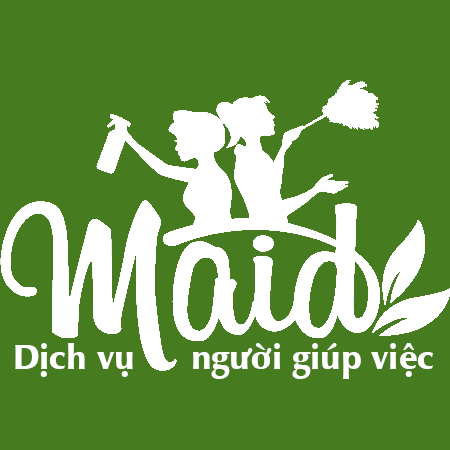 Maid
Dịch vụ người giúp việc